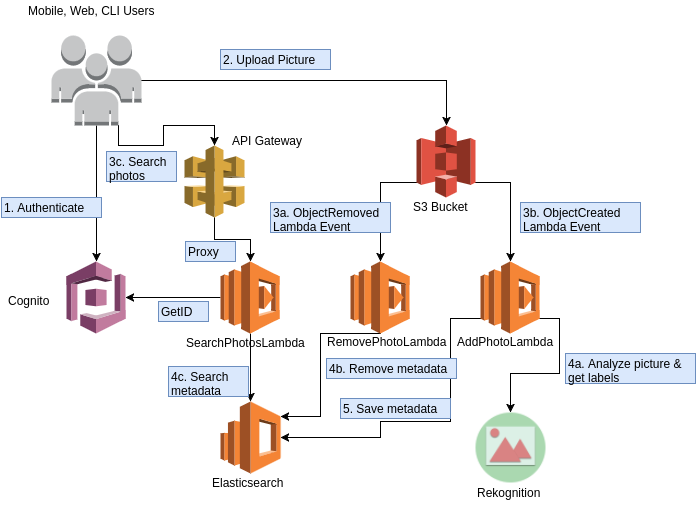 Mobile, Web, CLI Users
2. Upload Picture
API Gateway
3c. Search
photos
1. Authenticate
S3 Bucket
3a. ObjectRemoved
Lambda Event
3b. ObjectCreated
Lambda Event
Proxy
Cognito
GetID
SearchPhotosLambda
RemovePhotoLambda
AddPhotoLambda
4c. Search
metadata
4b. Remove metadata
4a. Analyze picture &
get labels
5. Save metadata
Elasticsearch
Rekognition